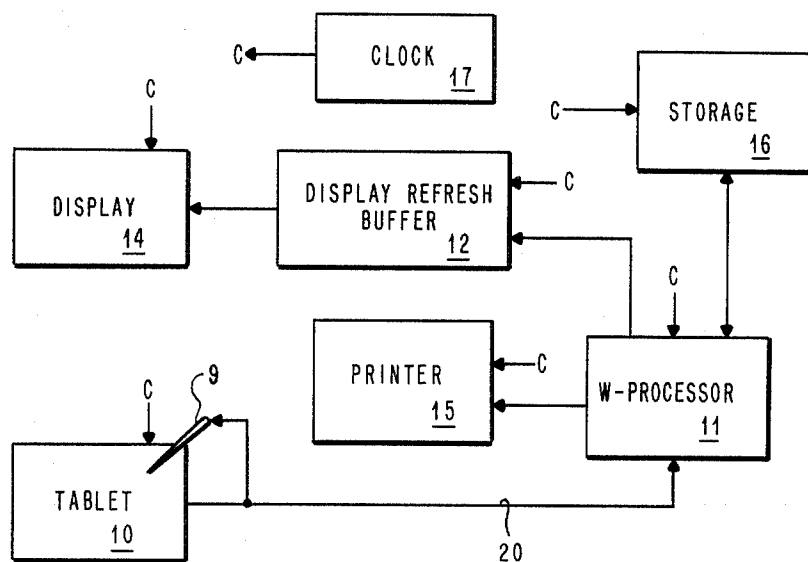 C
CLOCK
17
C
C
STORAGE
16
DISPLAY
14
DISPLAY REFRESH
BUFFER
12
C
C
PRINTER
15
C
W-PROCESSOR
11
C
9
TABLET
10
20